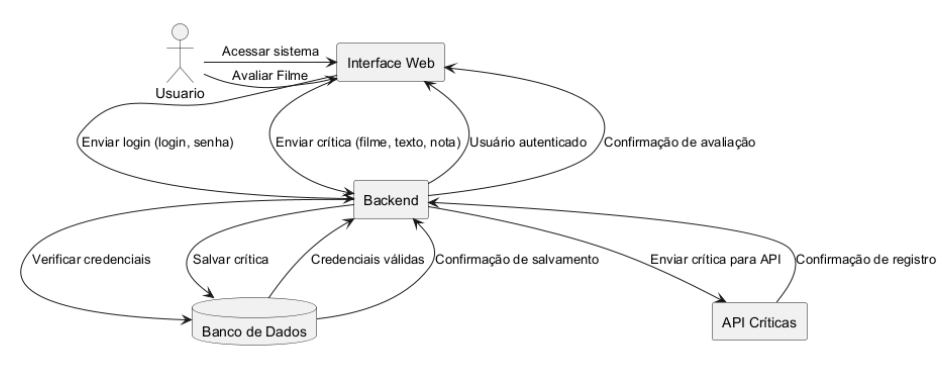 Acessar sistema
Interface Web
Avaliar Filme
Usuario
Enviar login (login, senha)
Enviar crítica (filme, texto, nota)
Usuário autenticado
Confirmação de avaliação
Backend
Verificar credenciais
Salvar crítica
Credenciais válidas
Confirmação de salvamento
Enviar crítica para API
Confirmação de registro
Banco de Dados
API Críticas